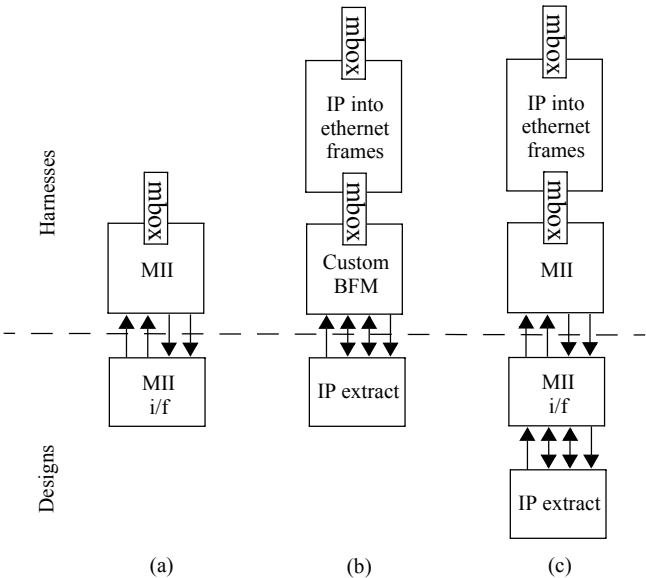 Harnesses
Designs
mbox
MII
MII
i/f
(a)
mbox
IP into
ethernet
frames
mbox
Custom
BFM
IP extract
(b)
mbox
IP into
ethernet
frames
mbox
MII
MII
i/f
IP extract
(c)